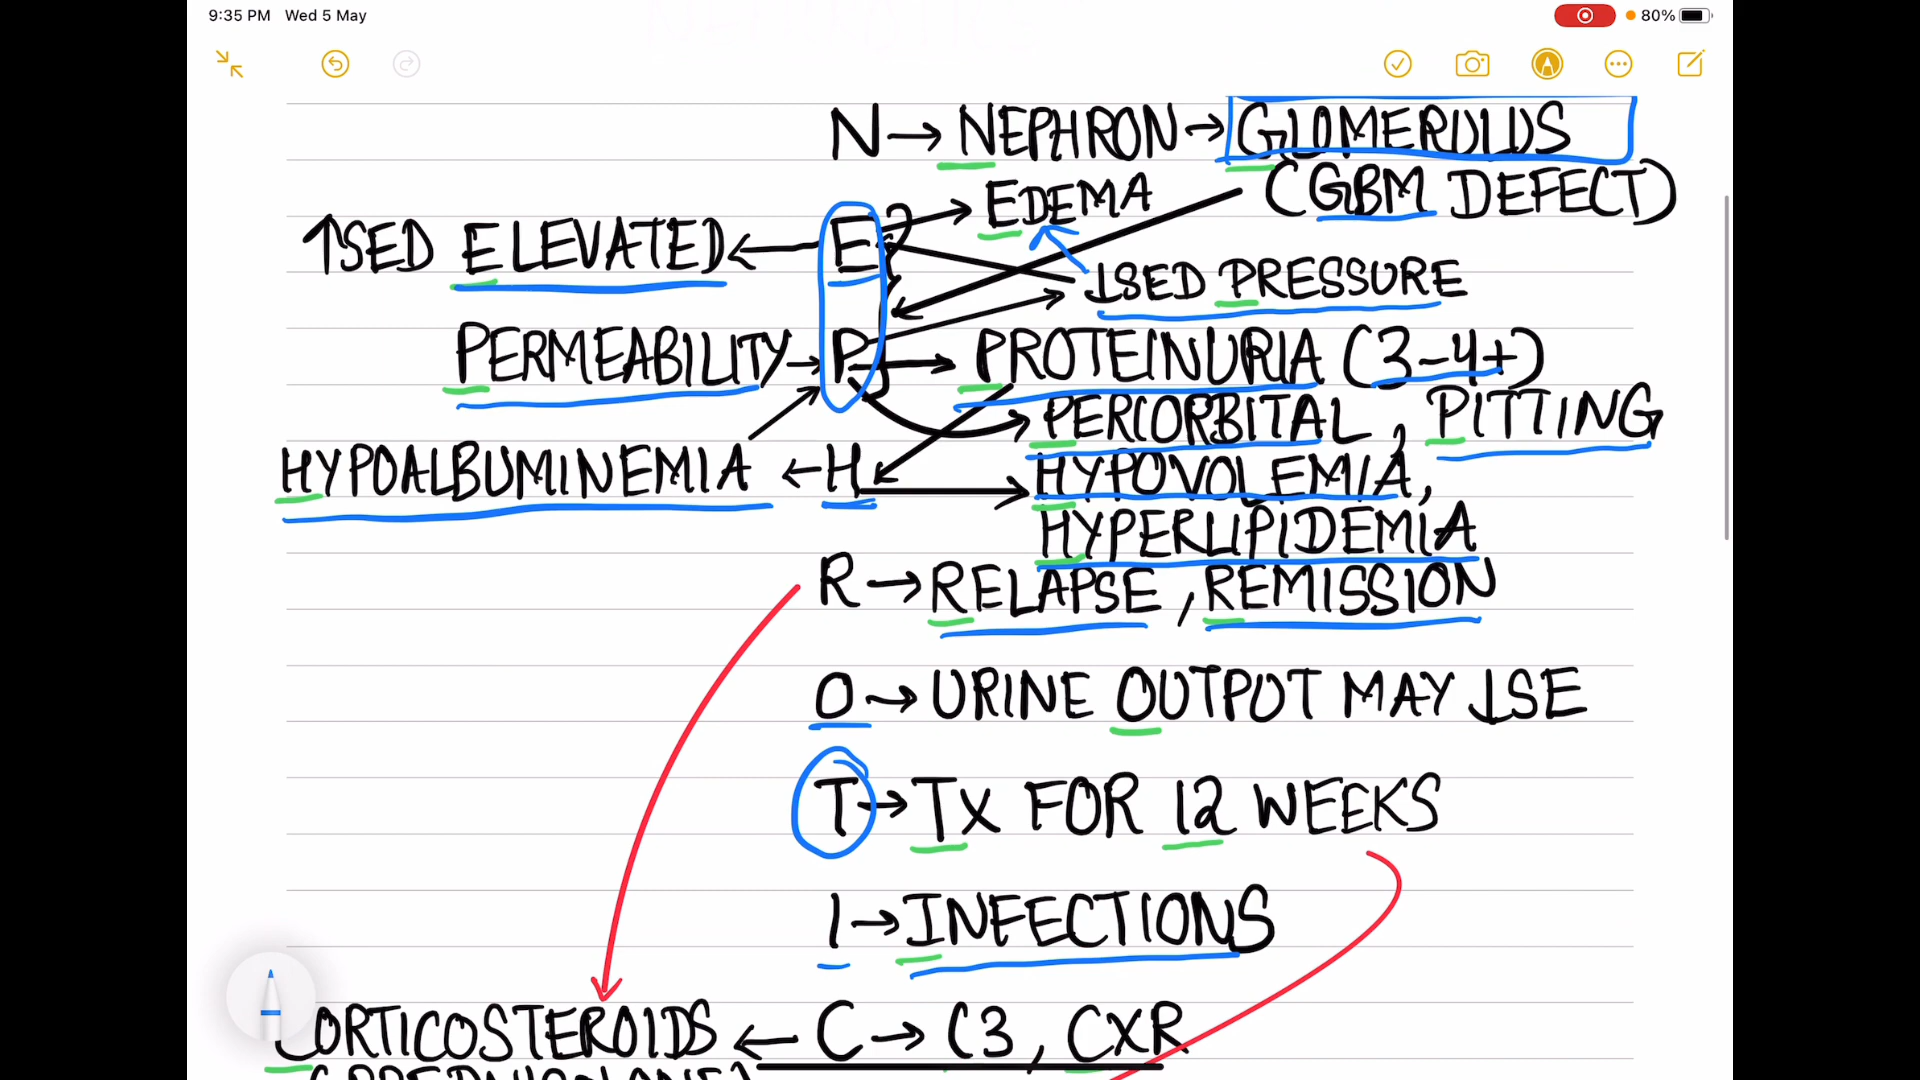 9:35 PM Wed 5 May 80%
N → NEPHRON → GLOMERULUS
(GBM DEFECT)
EDEMA
↑SED ELEVATED ← E
↓SED PRESSURE
PERMEABILITY → P → PROTEINURIA (3-4+)
PERIORBITAL, PITTING
HYPOALBUMINEMIA ← H → HYPOVOLEMIA,
HYPERLIPIDEMIA
R → RELAPSE, REMISSION
O → URINE OUTPUT MAY ↓SE
T → Tx FOR 12 WEEKS
I → INFECTIONS
CORTICOSTEROIDS ← C → C3, CXR